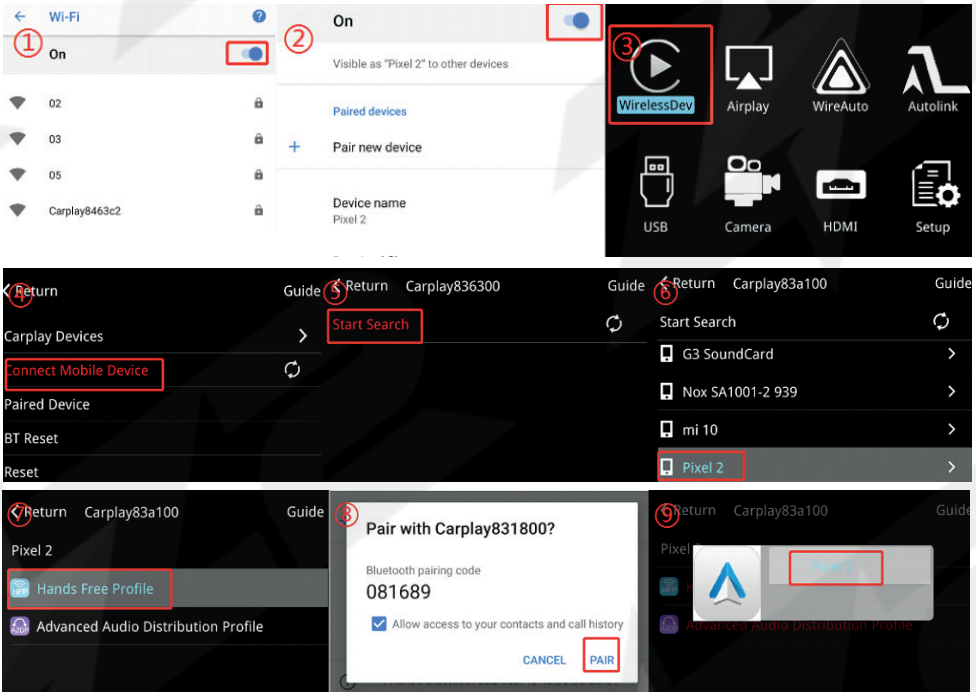 ① Wi-Fi
On
02
03
05
Carplay8463c2
② On
Visible as "Pixel 2" to other devices
Paired devices
+ Pair new device
Device name
Pixel 2
③
WirelessDev
Airplay
WireAuto
Autolink
USB
Camera
HDMI
Setup
④ Return Guide
Carplay Devices
Connect Mobile Device
Paired Device
BT Reset
Reset
⑤ Return Carplay836300 Guide
Start Search
⑥ Return Carplay83a100 Guide
Start Search
G3 SoundCard
Nox SA1001-2 939
mi 10
Pixel 2
⑦ Return Carplay83a100 Guide
Pixel 2
HFP Hands Free Profile
A2DP Advanced Audio Distribution Profile
⑧
Pair with Carplay831800?
Bluetooth pairing code
081689
Allow access to your contacts and call history
CANCEL PAIR
⑨ Return Carplay83a100 Guide
Pixel
Pixel 2
Advanced Audio Distribution Profile